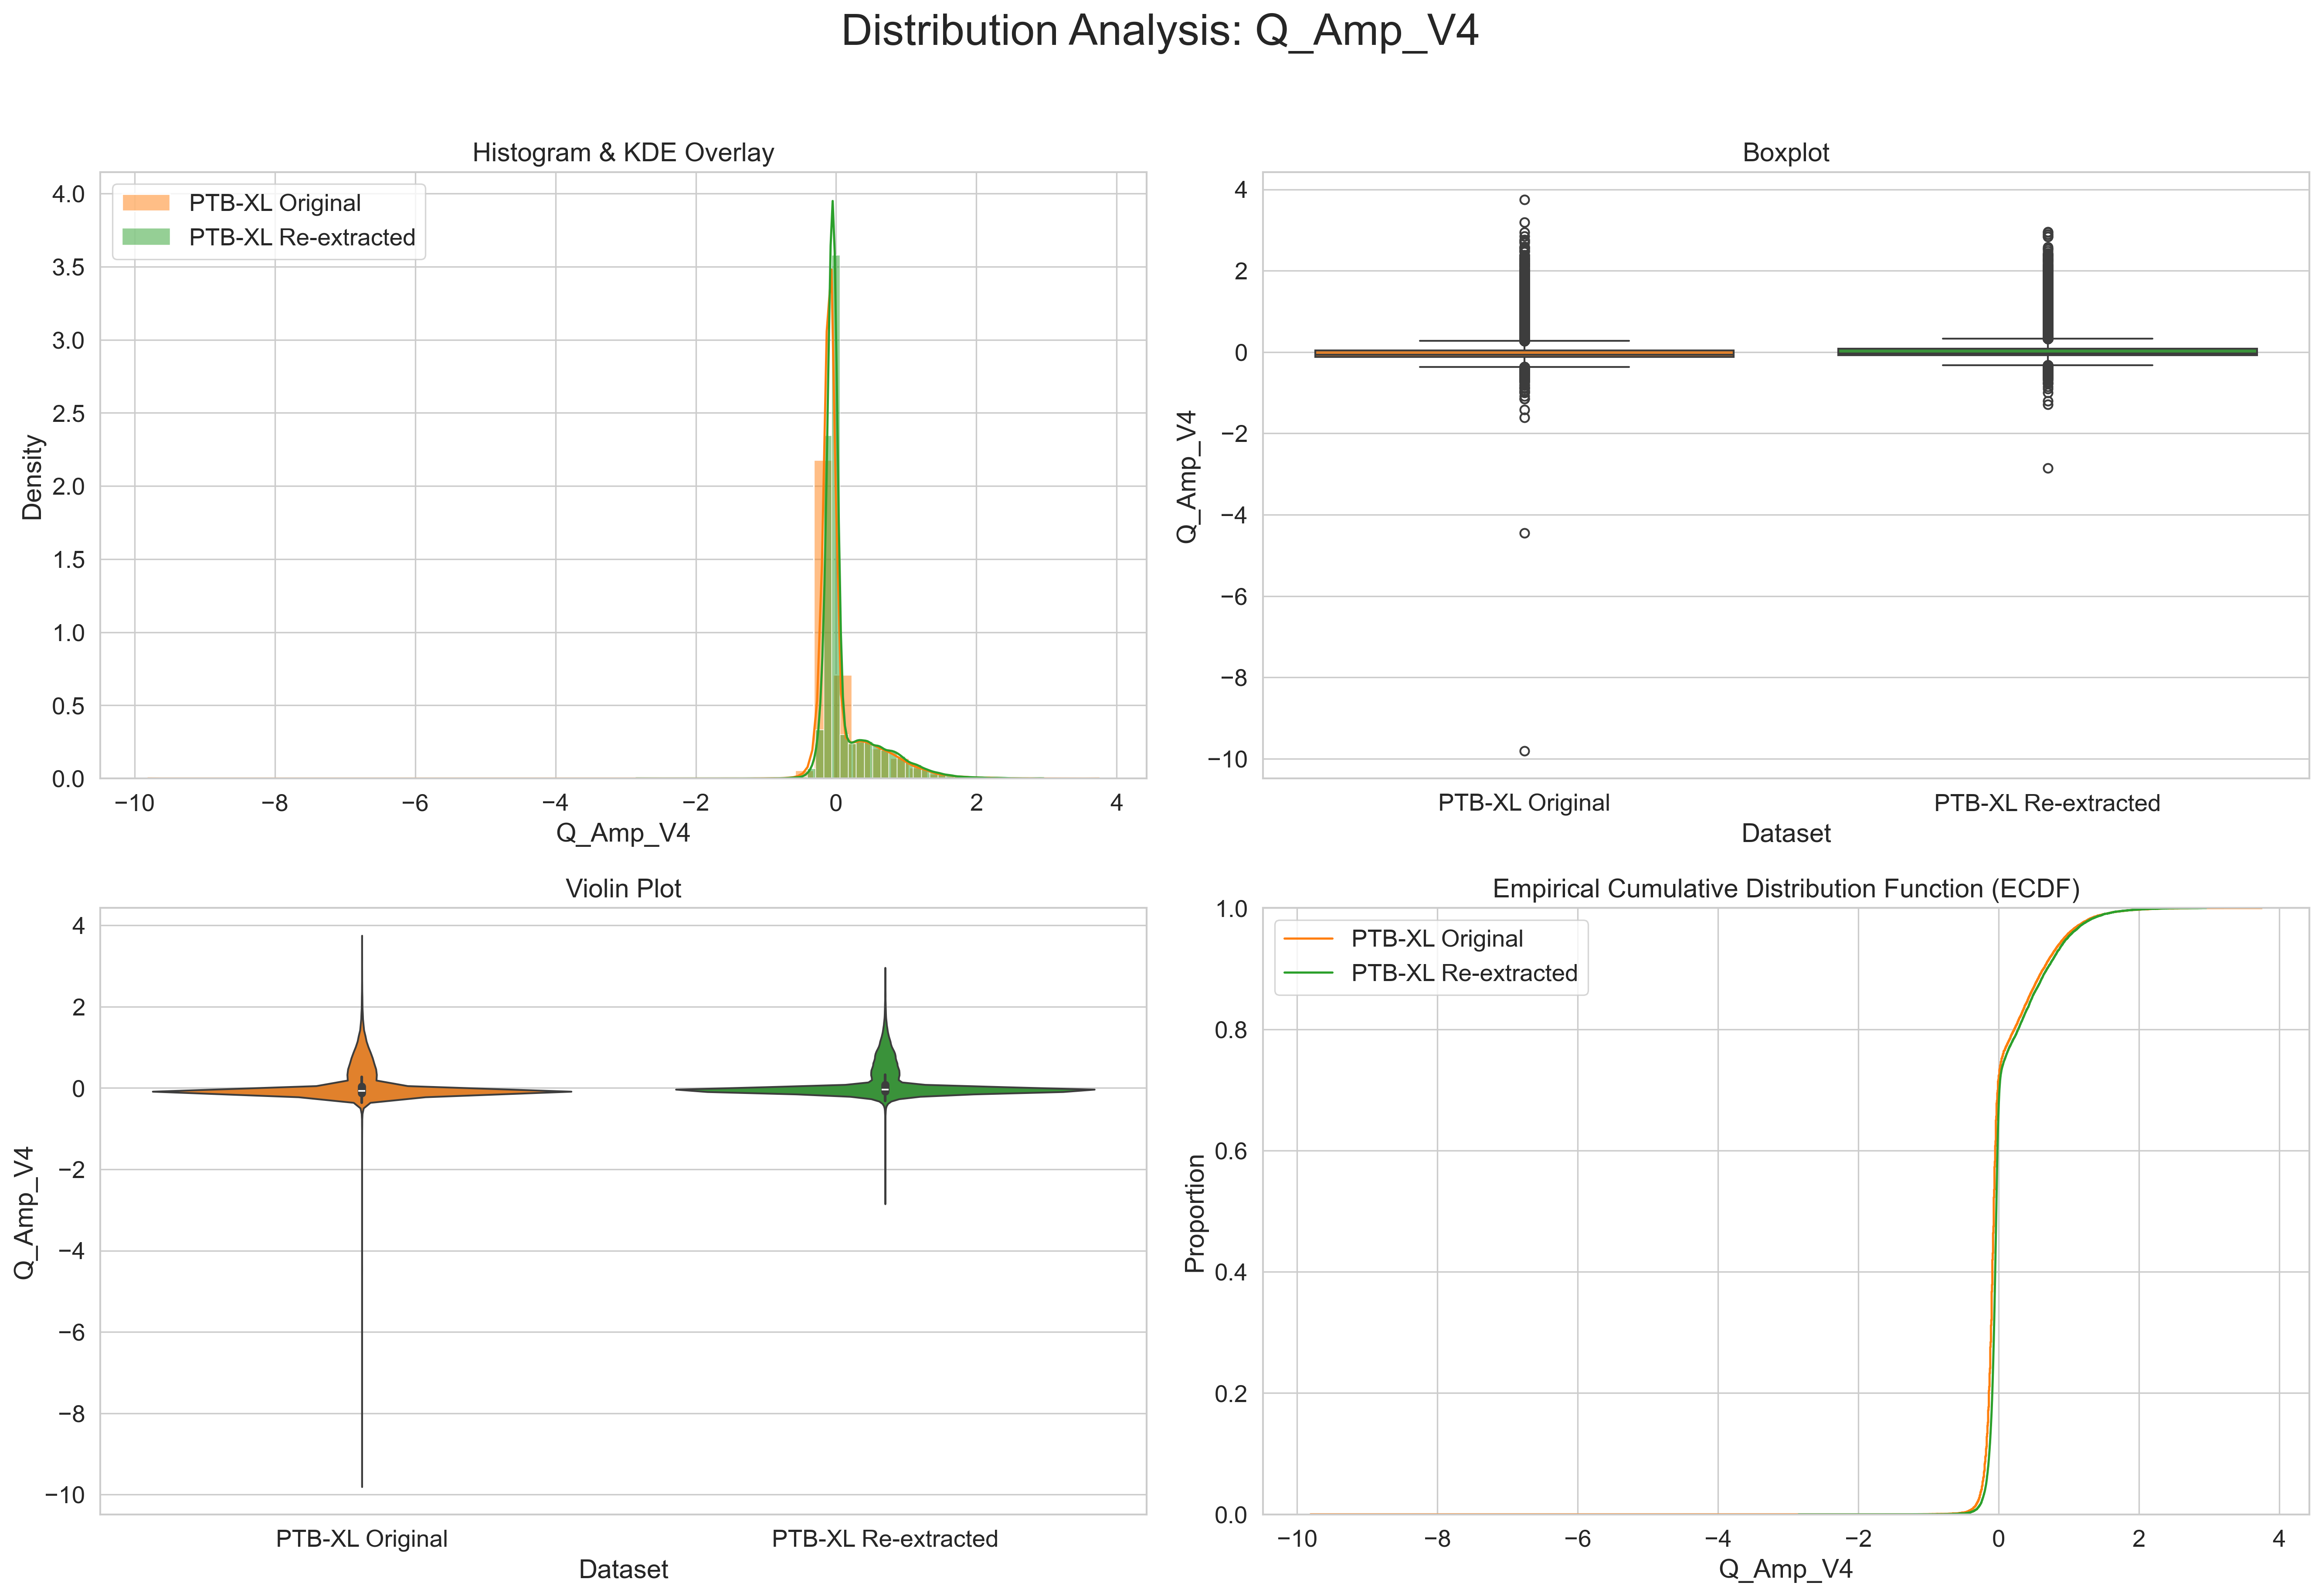 Distribution Analysis: Q_Amp_V4
Histogram & KDE Overlay
PTB-XL Original
PTB-XL Re-extracted
4.0
3.5
3.0
2.5
2.0
1.5
1.0
0.5
0.0
Density
−10
−8
−6
−4
−2
0
2
4
Q_Amp_V4
Boxplot
4
2
0
−2
−4
−6
−8
−10
Q_Amp_V4
PTB-XL Original
PTB-XL Re-extracted
Dataset
Violin Plot
4
2
0
−2
−4
−6
−8
−10
Q_Amp_V4
PTB-XL Original
PTB-XL Re-extracted
Dataset
Empirical Cumulative Distribution Function (ECDF)
PTB-XL Original
PTB-XL Re-extracted
1.0
0.8
0.6
0.4
0.2
0.0
Proportion
−10
−8
−6
−4
−2
0
2
4
Q_Amp_V4